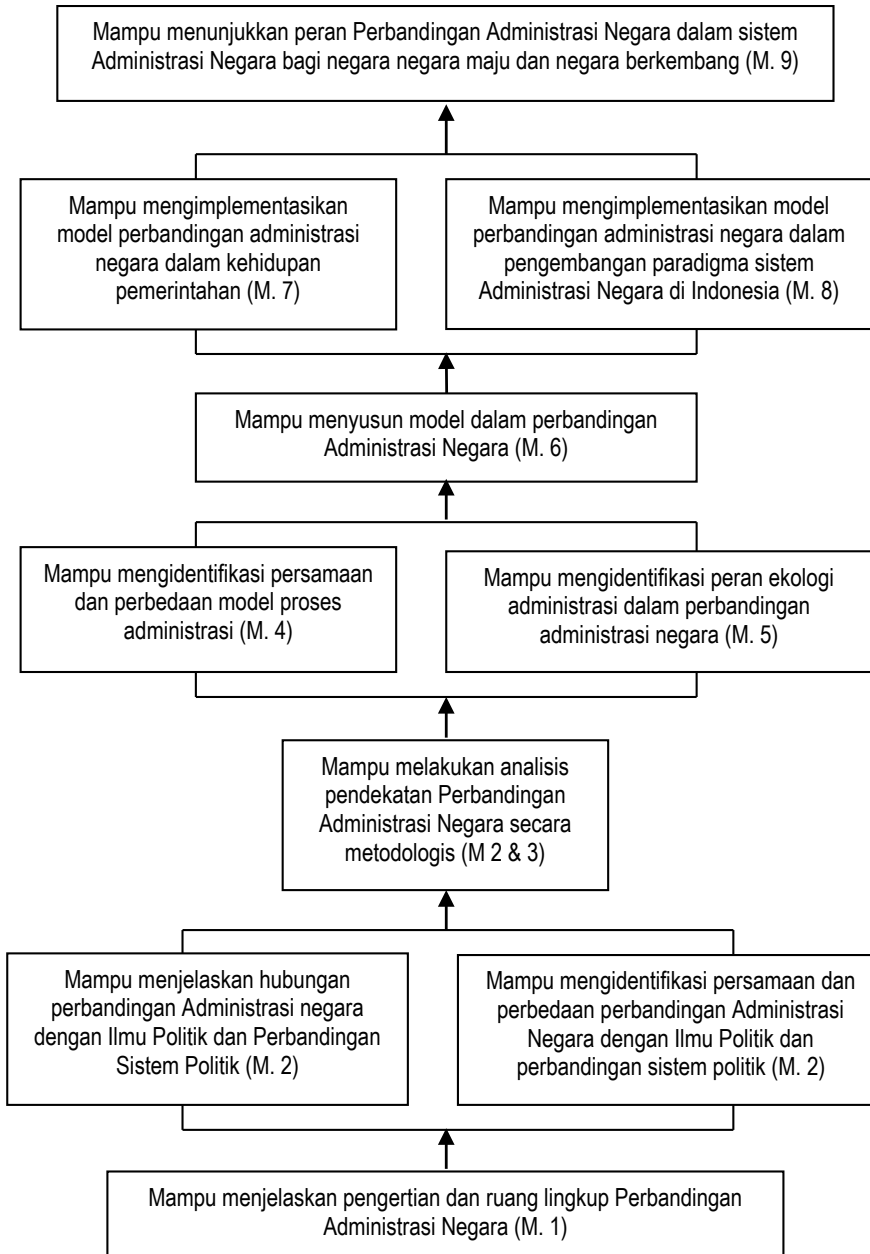 Mampu menunjukkan peran Perbandingan Administrasi Negara dalam sistem
Administrasi Negara bagi negara negara maju dan negara berkembang (M. 9)
Mampu mengimplementasikan
model perbandingan administrasi
negara dalam kehidupan
pemerintahan (M. 7)
Mampu mengimplementasikan model
perbandingan administrasi negara dalam
pengembangan paradigma sistem
Administrasi Negara di Indonesia (M. 8)
Mampu menyusun model dalam perbandingan
Administrasi Negara (M. 6)
Mampu mengidentifikasi persamaan
dan perbedaan model proses
administrasi (M. 4)
Mampu mengidentifikasi peran ekologi
administrasi dalam perbandingan
administrasi negara (M. 5)
Mampu melakukan analisis
pendekatan Perbandingan
Administrasi Negara secara
metodologis (M 2 & 3)
Mampu menjelaskan hubungan
perbandingan Administrasi negara
dengan Ilmu Politik dan Perbandingan
Sistem Politik (M. 2)
Mampu mengidentifikasi persamaan dan
perbedaan perbandingan Administrasi
Negara dengan Ilmu Politik dan
perbandingan sistem politik (M. 2)
Mampu menjelaskan pengertian dan ruang lingkup Perbandingan
Administrasi Negara (M. 1)